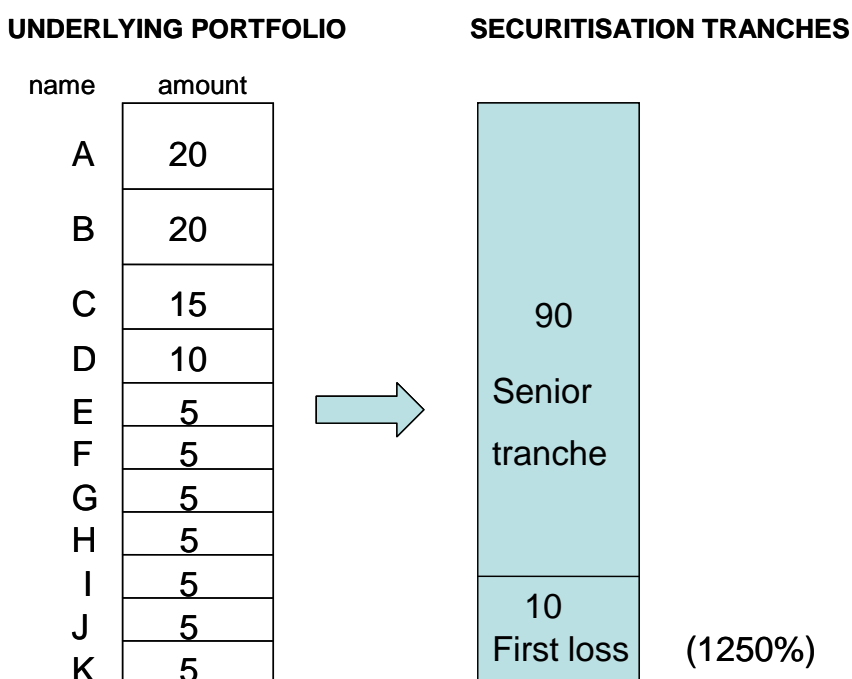 UNDERLYING PORTFOLIO SECURITISATION TRANCHES
name amount
A 20
B 20
C 15
D 10
E 5
F 5
G 5
H 5
I 5
J 5
K 5
90
Senior
tranche
10
First loss (1250%)